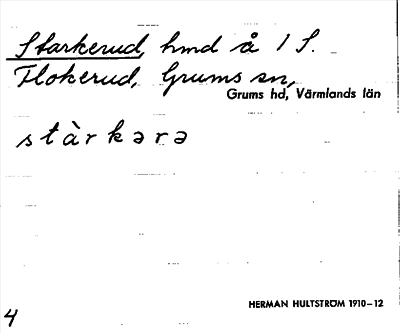 Starkerud, hmd å 1 S.
Flokerud, Grums sn,
Grums hd, Värmlands län
stàrkərə
HERMAN HULTSTRÖM 1910–12
4